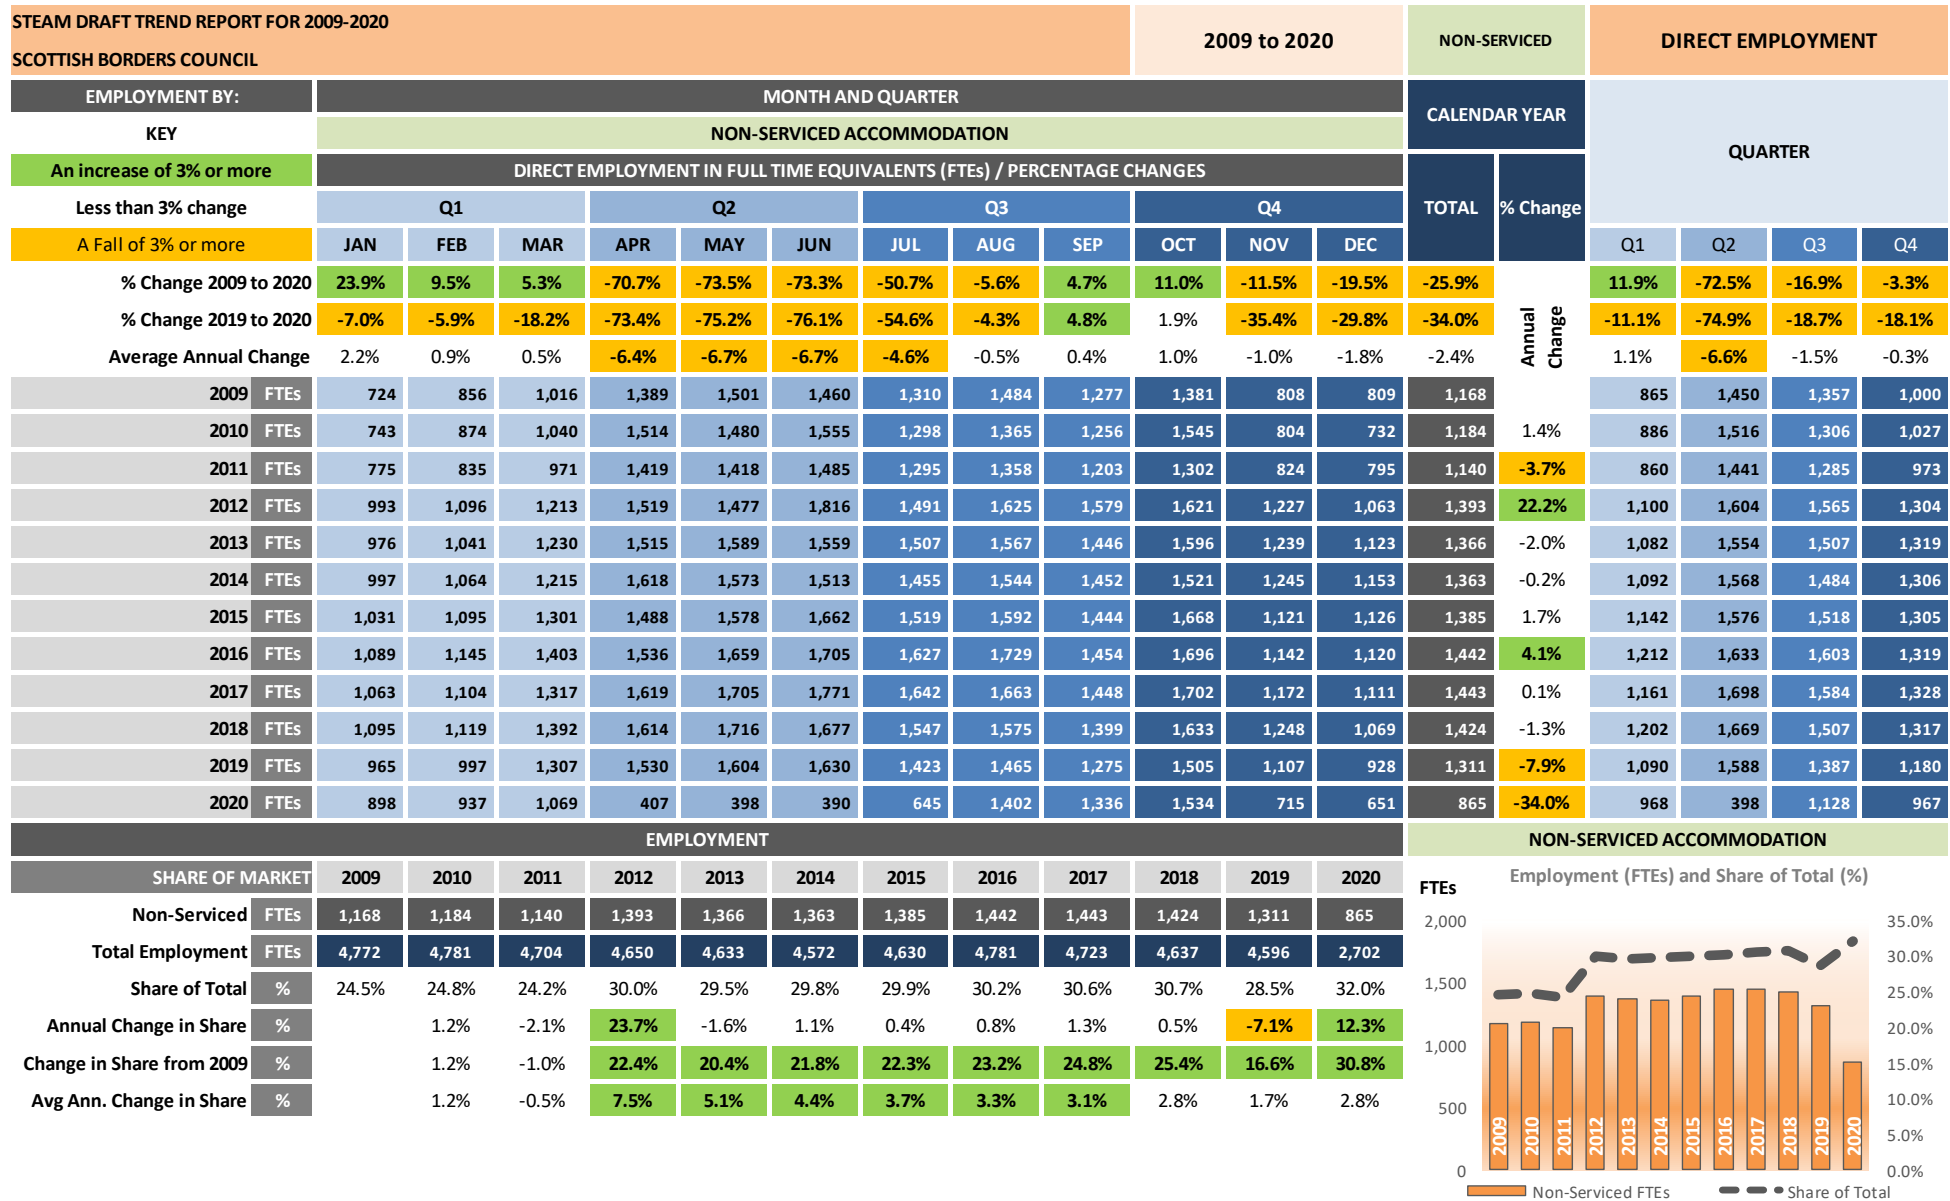 STEAM DRAFT TREND REPORT FOR 2009-2020
SCOTTISH BORDERS COUNCIL
2009 to 2020
NON-SERVICED
DIRECT EMPLOYMENT
EMPLOYMENT BY:
MONTH AND QUARTER
CALENDAR YEAR
QUARTER
KEY
NON-SERVICED ACCOMMODATION
An increase of 3% or more
DIRECT EMPLOYMENT IN FULL TIME EQUIVALENTS (FTEs) / PERCENTAGE CHANGES
TOTAL % Change
Less than 3% change Q1 Q2 Q3 Q4
A Fall of 3% or more JAN FEB MAR APR MAY JUN JUL AUG SEP OCT NOV DEC Q1 Q2 Q3 Q4
% Change 2009 to 2020 23.9% 9.5% 5.3% -70.7% -73.5% -73.3% -50.7% -5.6% 4.7% 11.0% -11.5% -19.5% -25.9% 11.9% -72.5% -16.9% -3.3%
% Change 2019 to 2020 -7.0% -5.9% -18.2% -73.4% -75.2% -76.1% -54.6% -4.3% 4.8% 1.9% -35.4% -29.8% -34.0% -11.1% -74.9% -18.7% -18.1%
Average Annual Change 2.2% 0.9% 0.5% -6.4% -6.7% -6.7% -4.6% -0.5% 0.4% 1.0% -1.0% -1.8% -2.4% 1.1% -6.6% -1.5% -0.3%
Annual
Change
2009 FTEs 724 856 1,016 1,389 1,501 1,460 1,310 1,484 1,277 1,381 808 809 1,168 865 1,450 1,357 1,000
2010 FTEs 743 874 1,040 1,514 1,480 1,555 1,298 1,365 1,256 1,545 804 732 1,184 1.4% 886 1,516 1,306 1,027
2011 FTEs 775 835 971 1,419 1,418 1,485 1,295 1,358 1,203 1,302 824 795 1,140 -3.7% 860 1,441 1,285 973
2012 FTEs 993 1,096 1,213 1,519 1,477 1,816 1,491 1,625 1,579 1,621 1,227 1,063 1,393 22.2% 1,100 1,604 1,565 1,304
2013 FTEs 976 1,041 1,230 1,515 1,589 1,559 1,507 1,567 1,446 1,596 1,239 1,123 1,366 -2.0% 1,082 1,554 1,507 1,319
2014 FTEs 997 1,064 1,215 1,618 1,573 1,513 1,455 1,544 1,452 1,521 1,245 1,153 1,363 -0.2% 1,092 1,568 1,484 1,306
2015 FTEs 1,031 1,095 1,301 1,488 1,578 1,662 1,519 1,592 1,444 1,668 1,121 1,126 1,385 1.7% 1,142 1,576 1,518 1,305
2016 FTEs 1,089 1,145 1,403 1,536 1,659 1,705 1,627 1,729 1,454 1,696 1,142 1,120 1,442 4.1% 1,212 1,633 1,603 1,319
2017 FTEs 1,063 1,104 1,317 1,619 1,705 1,771 1,642 1,663 1,448 1,702 1,172 1,111 1,443 0.1% 1,161 1,698 1,584 1,328
2018 FTEs 1,095 1,119 1,392 1,614 1,716 1,677 1,547 1,575 1,399 1,633 1,248 1,069 1,424 -1.3% 1,202 1,669 1,507 1,317
2019 FTEs 965 997 1,307 1,530 1,604 1,630 1,423 1,465 1,275 1,505 1,107 928 1,311 -7.9% 1,090 1,588 1,387 1,180
2020 FTEs 898 937 1,069 407 398 390 645 1,402 1,336 1,534 715 651 865 -34.0% 968 398 1,128 967
EMPLOYMENT
SHARE OF MARKET 2009 2010 2011 2012 2013 2014 2015 2016 2017 2018 2019 2020
Non-Serviced FTEs 1,168 1,184 1,140 1,393 1,366 1,363 1,385 1,442 1,443 1,424 1,311 865
Total Employment FTEs 4,772 4,781 4,704 4,650 4,633 4,572 4,630 4,781 4,723 4,637 4,596 2,702
Share of Total % 24.5% 24.8% 24.2% 30.0% 29.5% 29.8% 29.9% 30.2% 30.6% 30.7% 28.5% 32.0%
Annual Change in Share % 1.2% -2.1% 23.7% -1.6% 1.1% 0.4% 0.8% 1.3% 0.5% -7.1% 12.3%
Change in Share from 2009 % 1.2% -1.0% 22.4% 20.4% 21.8% 22.3% 23.2% 24.8% 25.4% 16.6% 30.8%
Avg Ann. Change in Share % 1.2% -0.5% 7.5% 5.1% 4.4% 3.7% 3.3% 3.1% 2.8% 1.7% 2.8%
NON-SERVICED ACCOMMODATION
Employment (FTEs) and Share of Total (%)
FTEs
2,000 35.0%
30.0%
1,500 25.0%
20.0%
1,000 15.0%
10.0%
500 5.0%
0 0.0%
2009 2010 2011 2012 2013 2014 2015 2016 2017 2018 2019 2020
Non-Serviced FTEs Share of Total